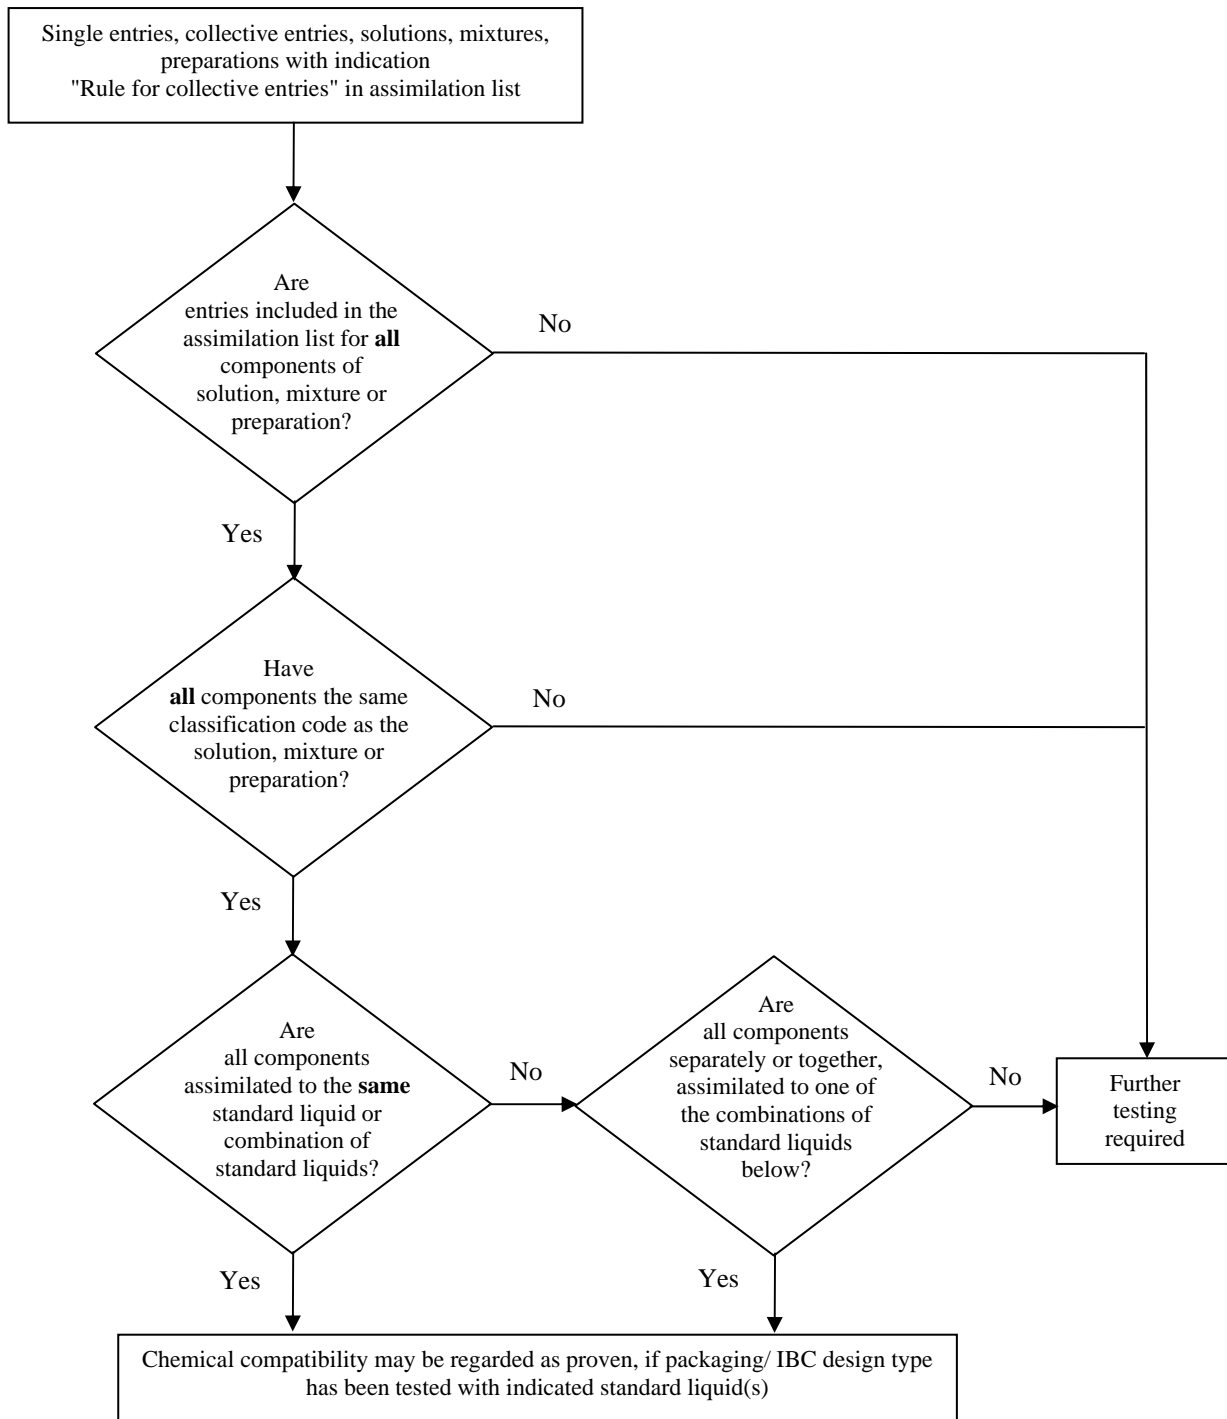 Single entries, collective entries, solutions, mixtures,
preparations with indication
"Rule for collective entries" in assimilation list
Are
entries included in the
assimilation list for all
components of
solution, mixture or
preparation?
No
Yes
Have
all components the same
classification code as the
solution, mixture or
preparation?
No
Yes
Are
all components
assimilated to the same
standard liquid or
combination of
standard liquids?
No
Are
all components
separately or together,
assimilated to one of
the combinations of
standard liquids
below?
No
Further
testing
required
Yes
Yes
Chemical compatibility may be regarded as proven, if packaging/ IBC design type
has been tested with indicated standard liquid(s)